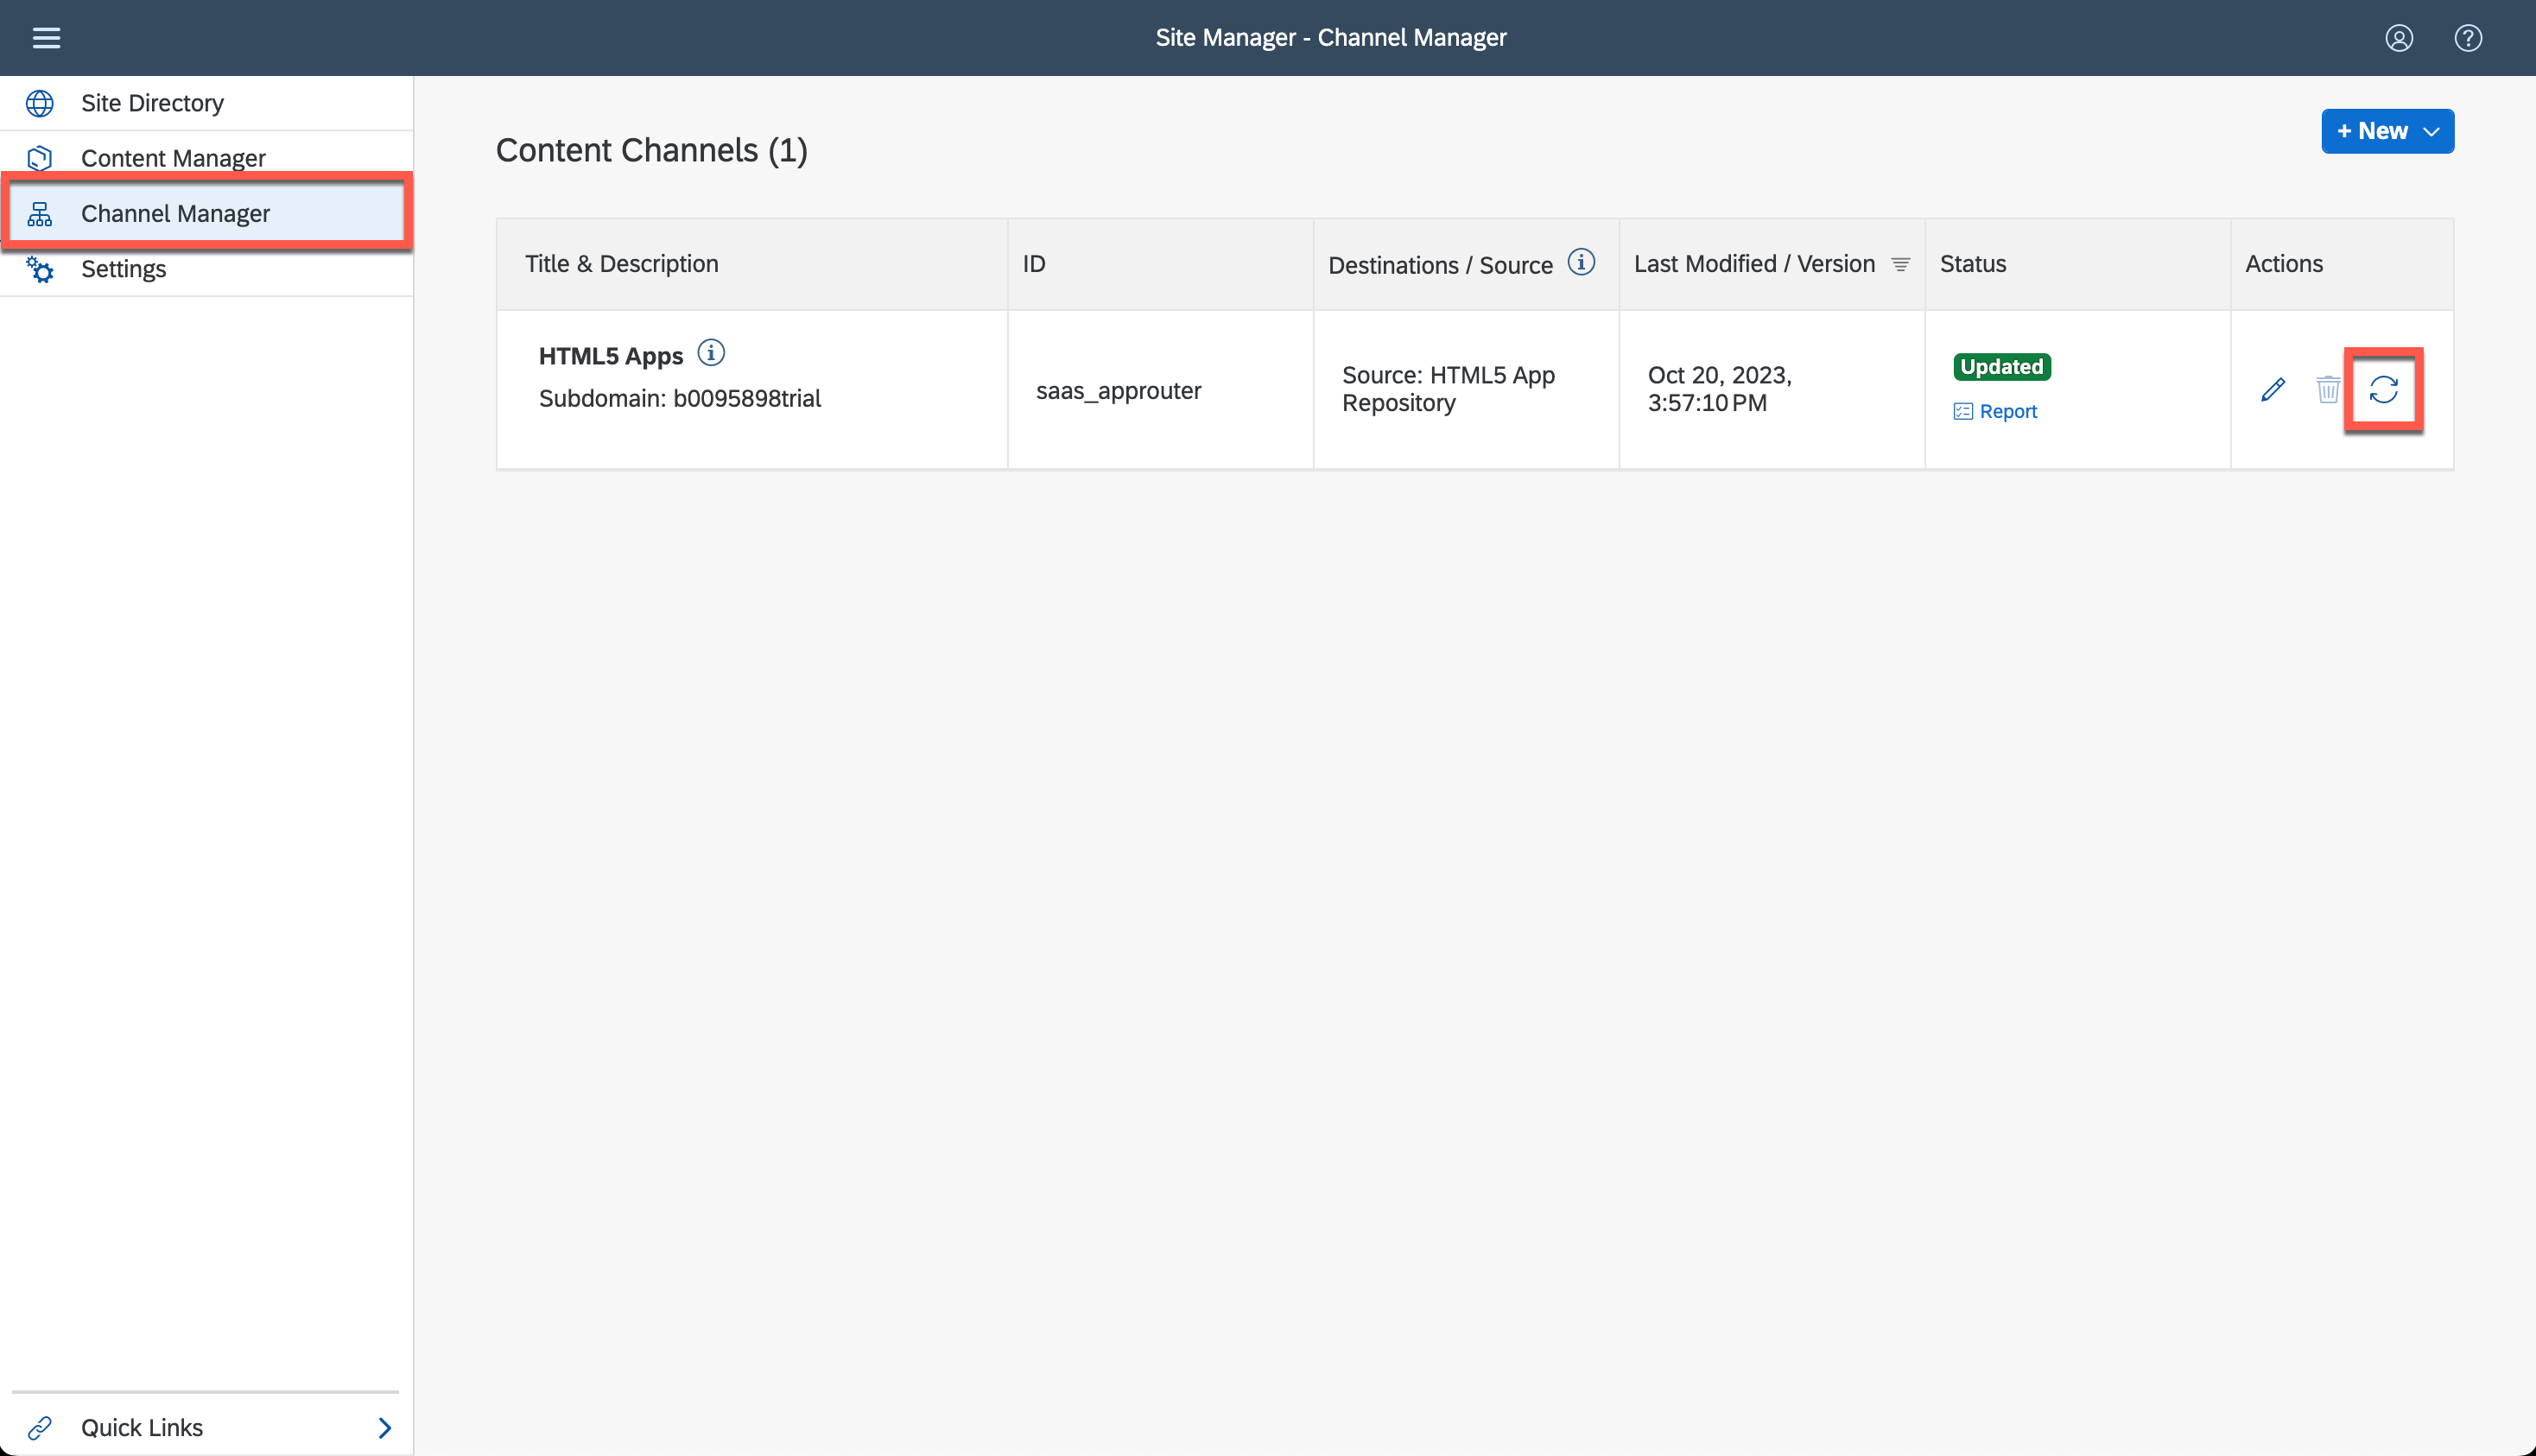 Site Manager - Channel Manager
Site Directory
Content Manager
Channel Manager
Settings
Quick Links
Content Channels (1)
+ New
Title & Description
ID
Destinations / Source
Last Modified / Version
Status
Actions
HTML5 Apps
Subdomain: b0095898trial
saas_approuter
Source: HTML5 App
Repository
Oct 20, 2023,
3:57:10 PM
Updated
Report